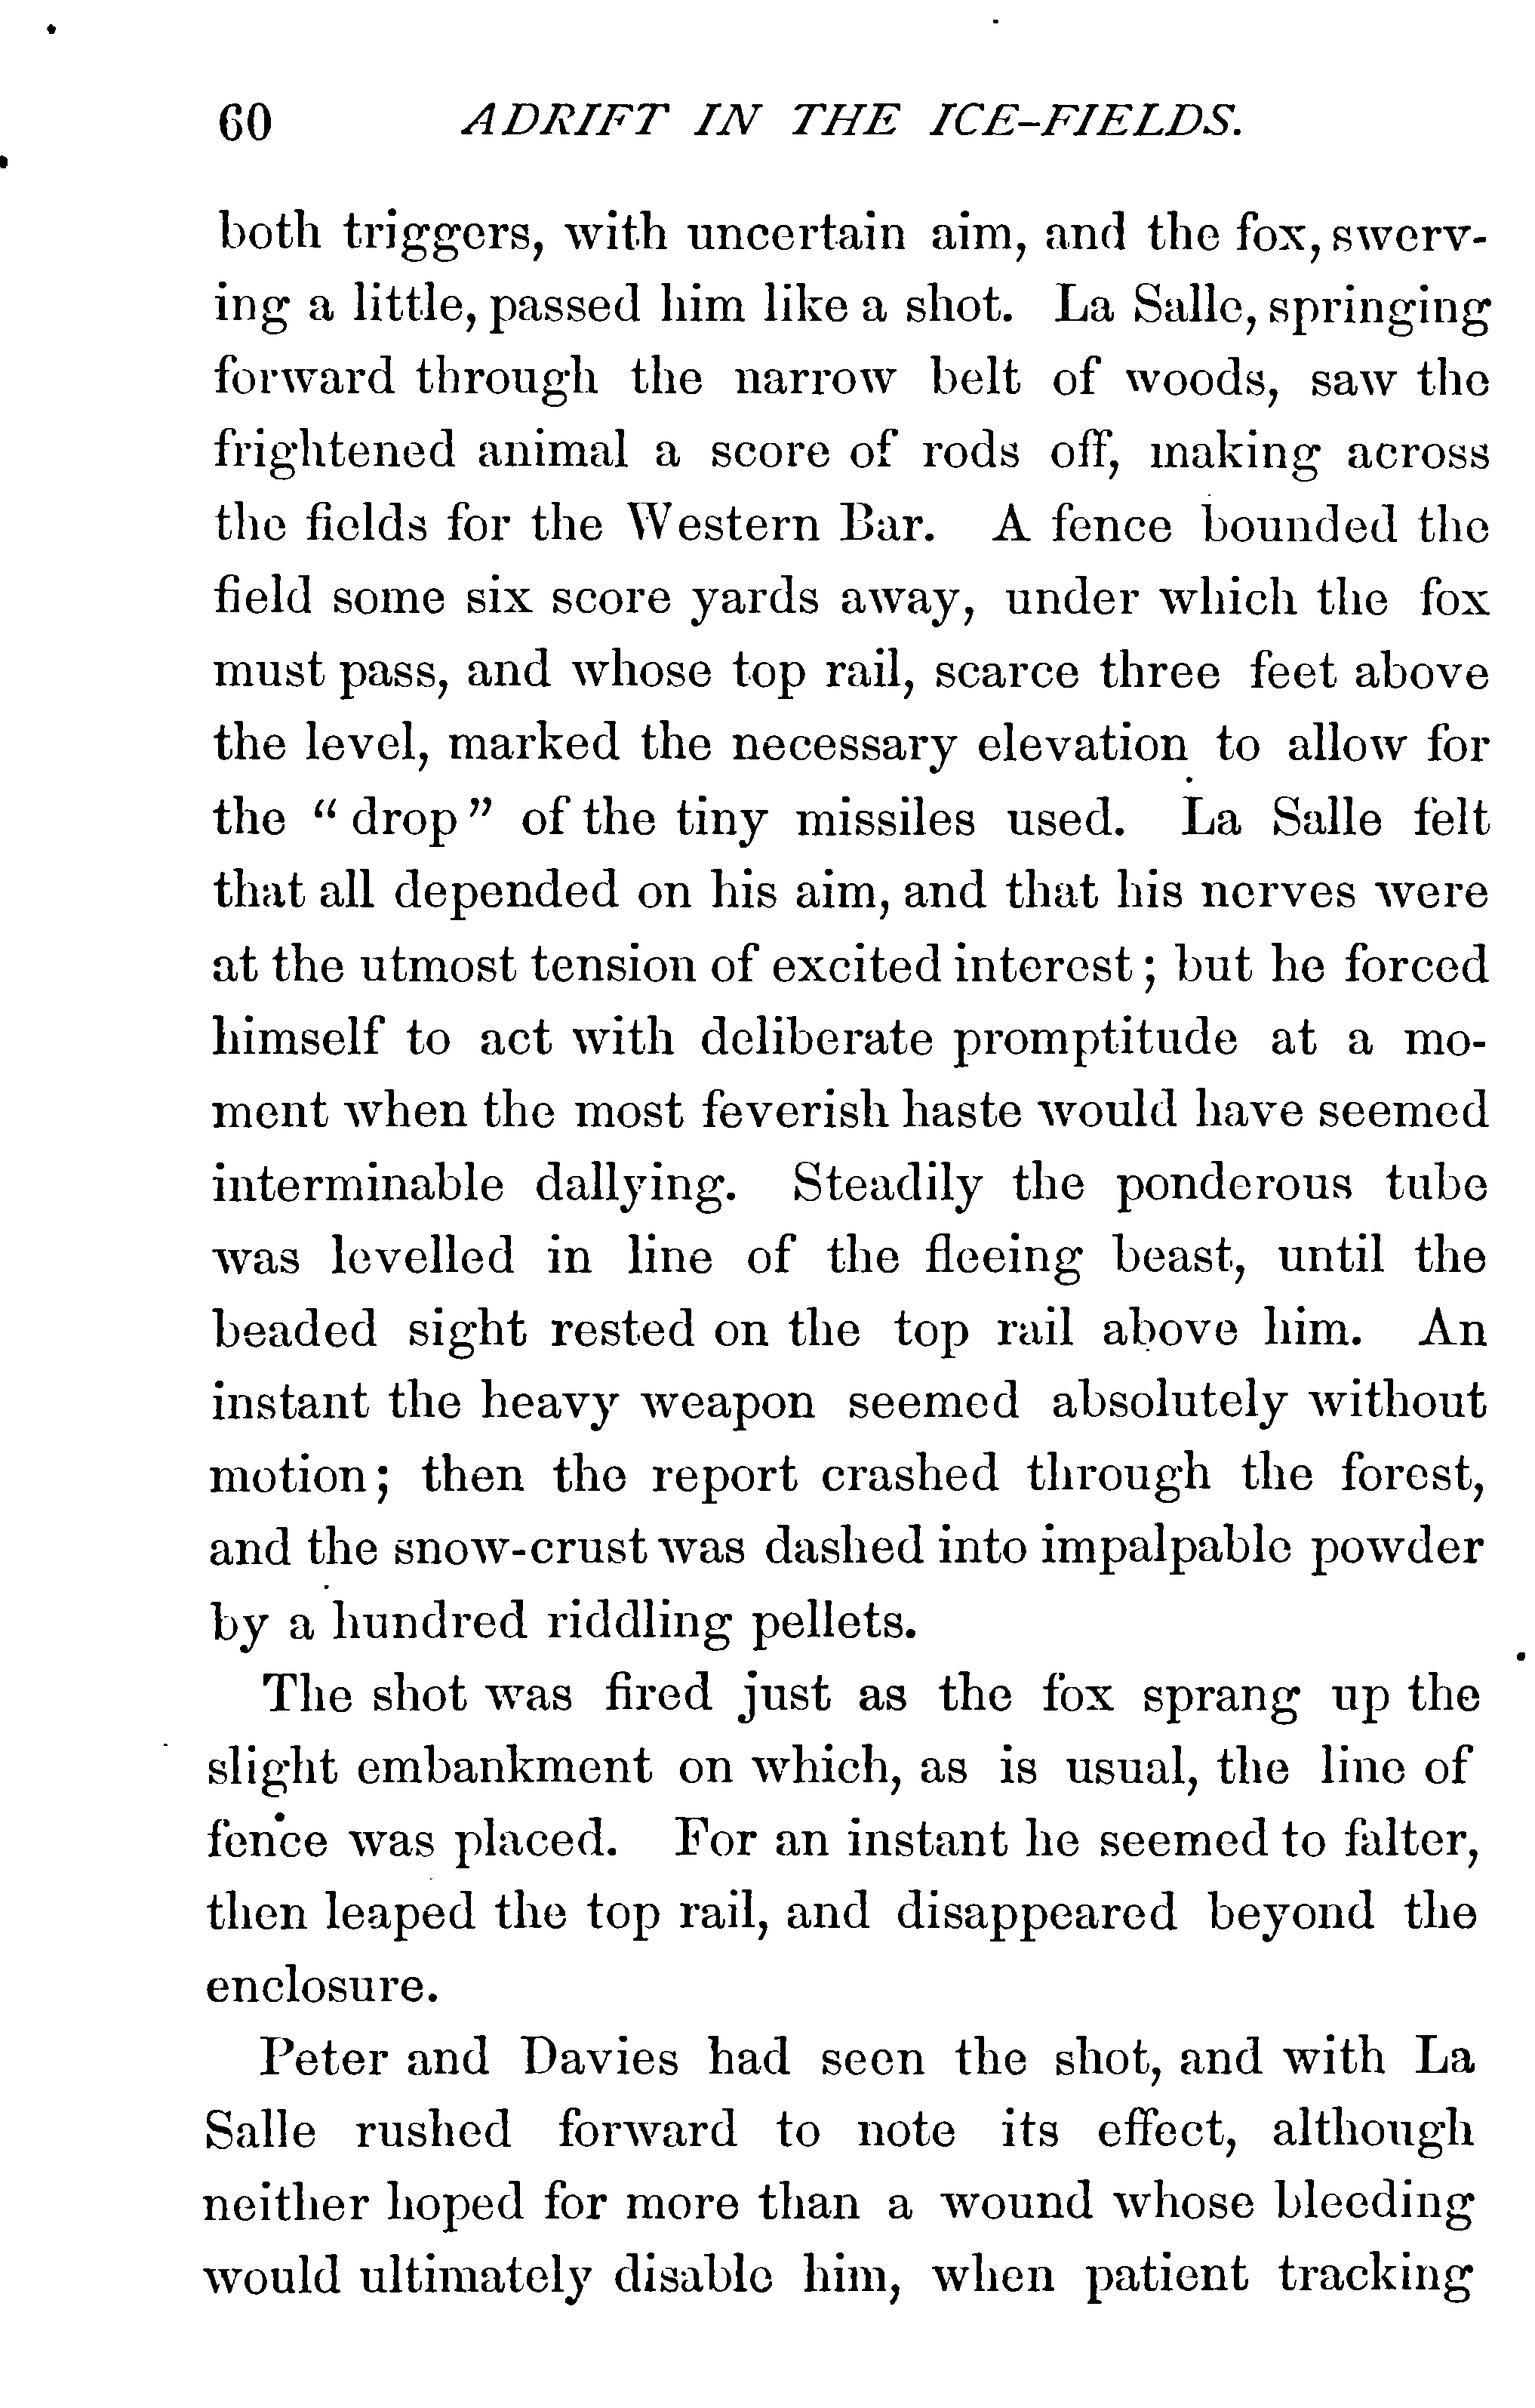 60 ADRIFT IN THE ICE-FIELDS.
both triggers, with uncertain aim, and the fox, swerv-
ing a little, passed him like a shot. La Salle, springing
forward through the narrow belt of woods, saw the
frightened animal a score of rods off, making across
the fields for the Western Bar. A fence bounded the
field some six score yards away, under which the fox
must pass, and whose top rail, scarce three feet above
the level, marked the necessary elevation to allow for
the "drop" of the tiny missiles used. La Salle felt
that all depended on his aim, and that his nerves were
at the utmost tension of excited interest; but he forced
himself to act with deliberate promptitude at a mo-
ment when the most feverish haste would have seemed
interminable dallying. Steadily the ponderous tube
was levelled in line of the fleeing beast, until the
beaded sight rested on the top rail above him. An
instant the heavy weapon seemed absolutely without
motion; then the report crashed through the forest,
and the snow-crust was dashed into impalpable powder
by a hundred riddling pellets.
The shot was fired just as the fox sprang up the
slight embankment on which, as is usual, the line of
fence was placed. For an instant he seemed to falter,
then leaped the top rail, and disappeared beyond the
enclosure.
Peter and Davies had seen the shot, and with La
Salle rushed forward to note its effect, although
neither hoped for more than a wound whose bleeding
would ultimately disable him, when patient tracking